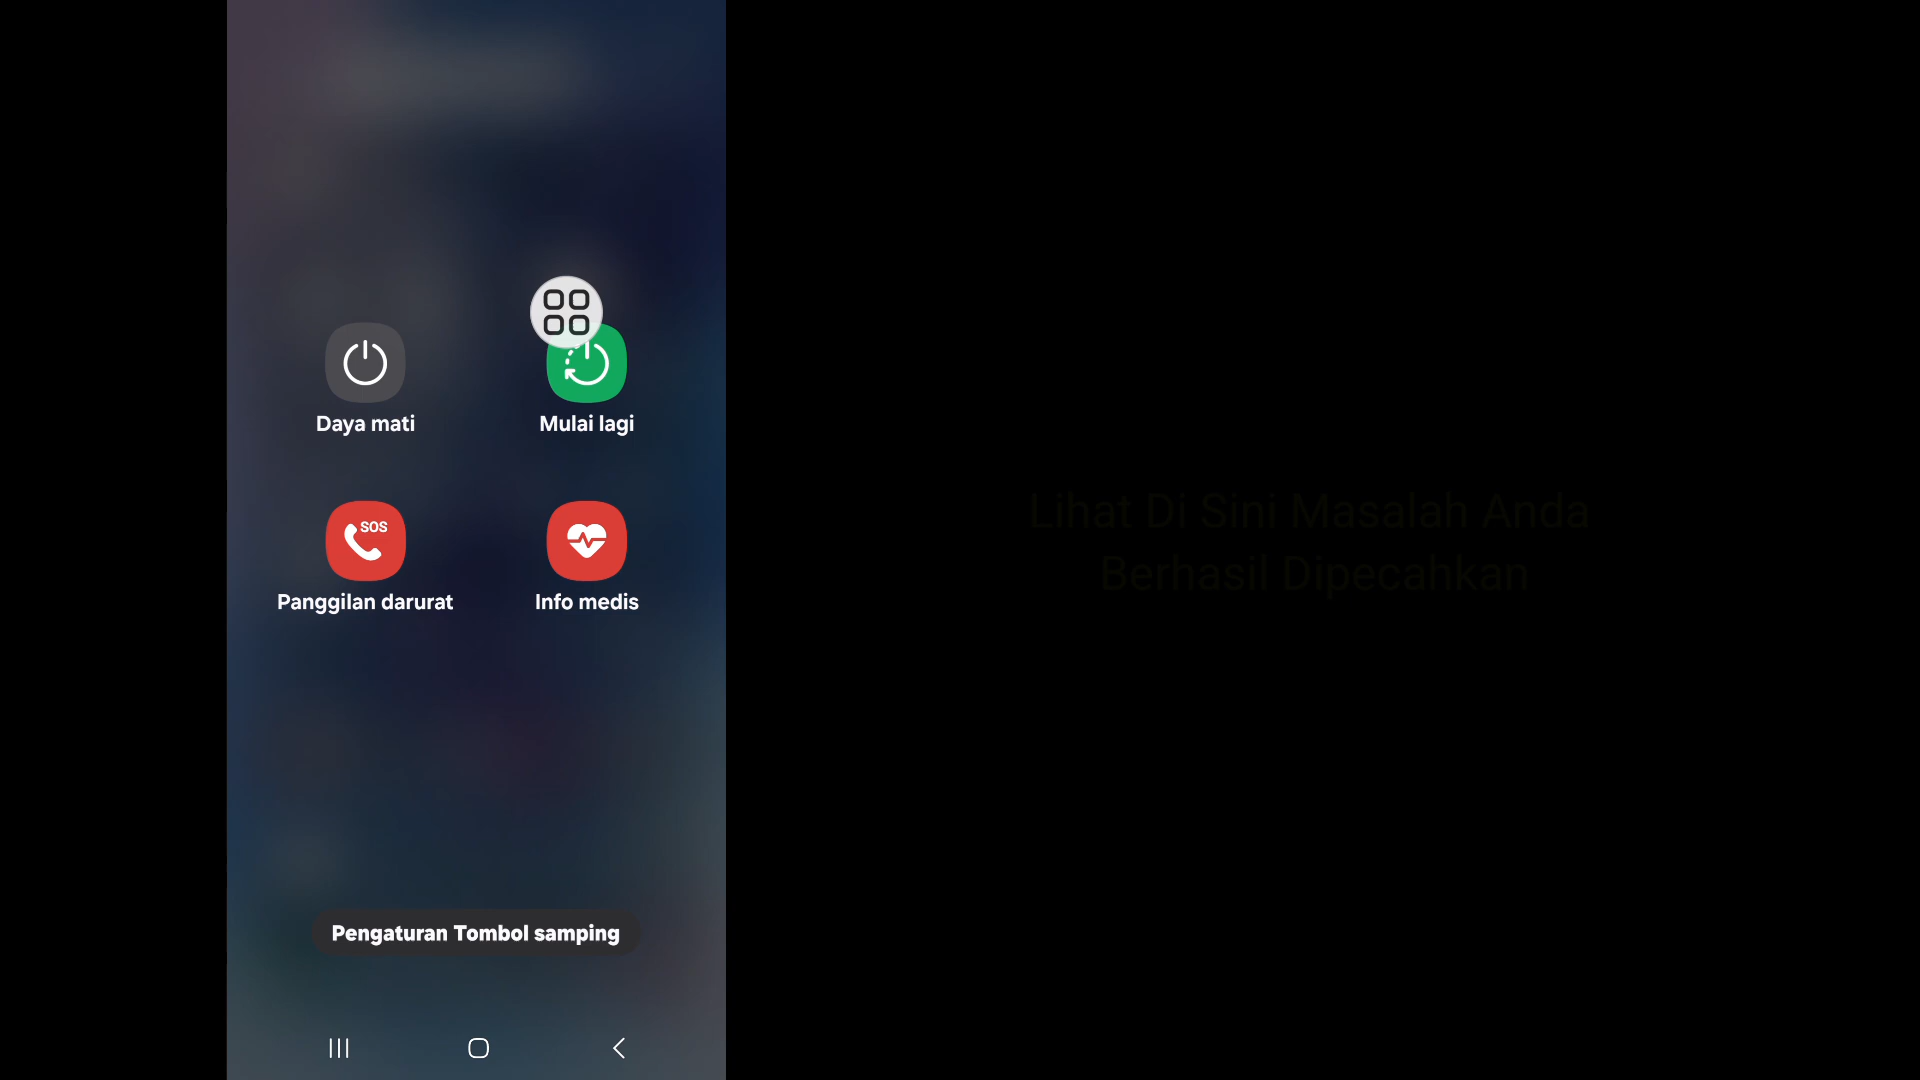 Daya mati
Mulai lagi
SOS
Panggilan darurat
Info medis
Pengaturan Tombol samping
Lihat Di Sini Masalah Anda
Berhasil Dipecahkan